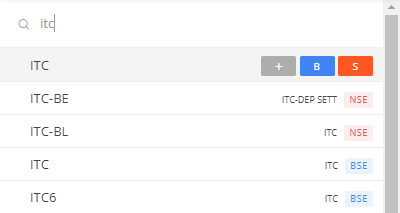 itc
ITC + B S
ITC-BE ITC-DEP SETT NSE
ITC-BL ITC NSE
ITC ITC BSE
ITC6 ITC BSE